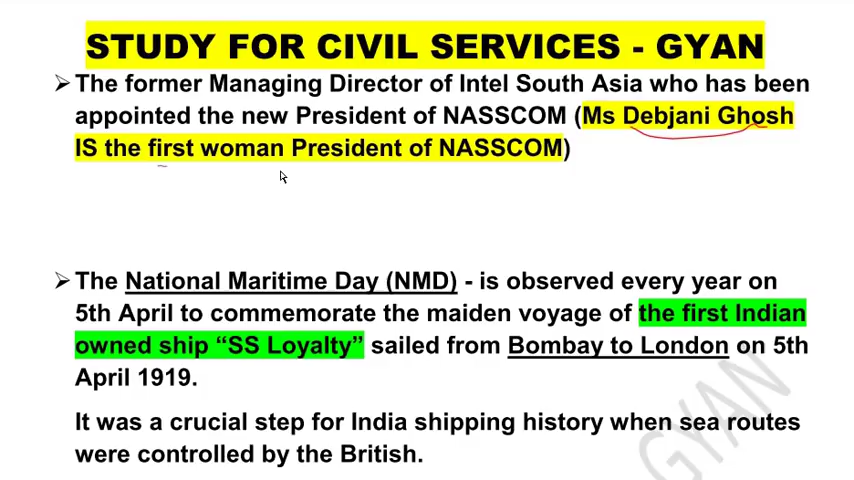 STUDY FOR CIVIL SERVICES - GYAN
➢ The former Managing Director of Intel South Asia who has been
appointed the new President of NASSCOM (Ms Debjani Ghosh
IS the first woman President of NASSCOM)
➢ The National Maritime Day (NMD) - is observed every year on
5th April to commemorate the maiden voyage of the first Indian
owned ship “SS Loyalty” sailed from Bombay to London on 5th
April 1919.
It was a crucial step for India shipping history when sea routes
were controlled by the British.
GYAN